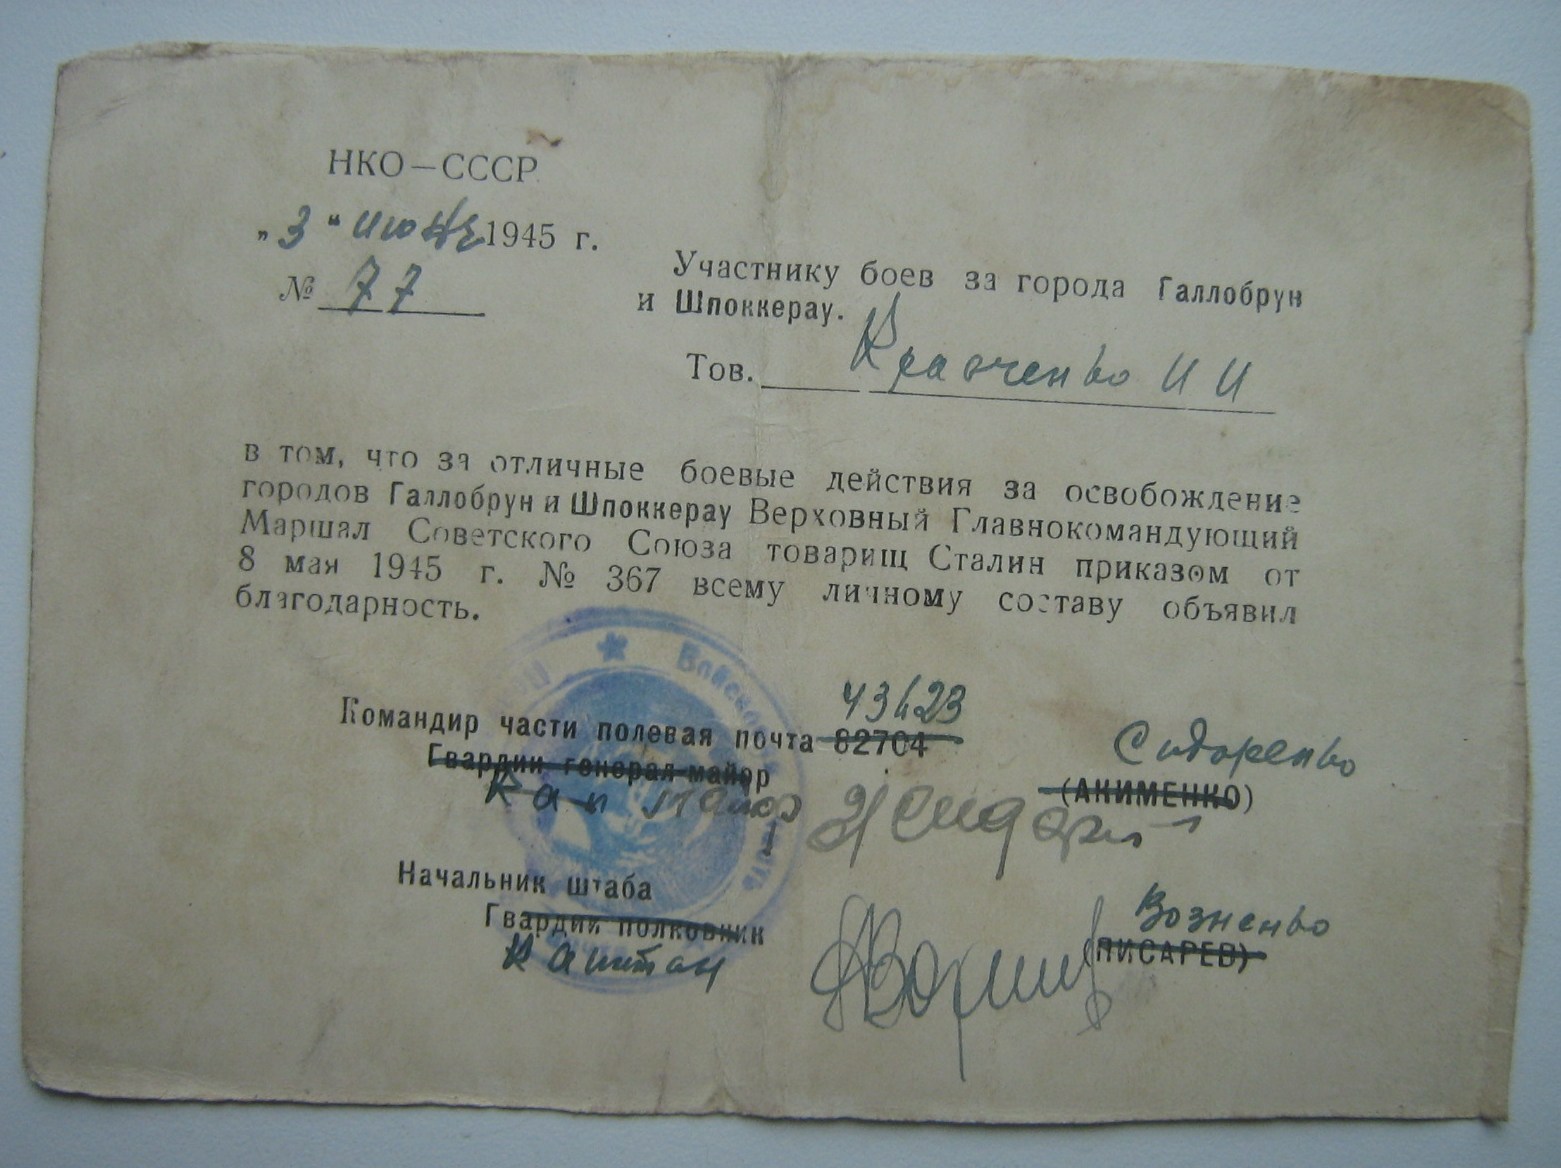 НКО—СССР
„3“ июня 1945 г.
№ 77
Участнику боев за города Галлобрун
и Шпоккерау.
Тов. Кравченко И И
в том, что за отличные боевые действия за освобождение
городов Галлобрун и Шпоккерау Верховный Главнокомандующий
Маршал Советского Союза товарищ Сталин приказом от
8 мая 1945 г. № 367 всему личному составу объявил
благодарность.
43423
Командир части полевая почта 82704
Сидоренко
Гвардии генерал-майор
(АКИМЕНКО)
Начальник штаба
Возненко
Гвардии полковник
(ПИСАРЕВ)
Капитан